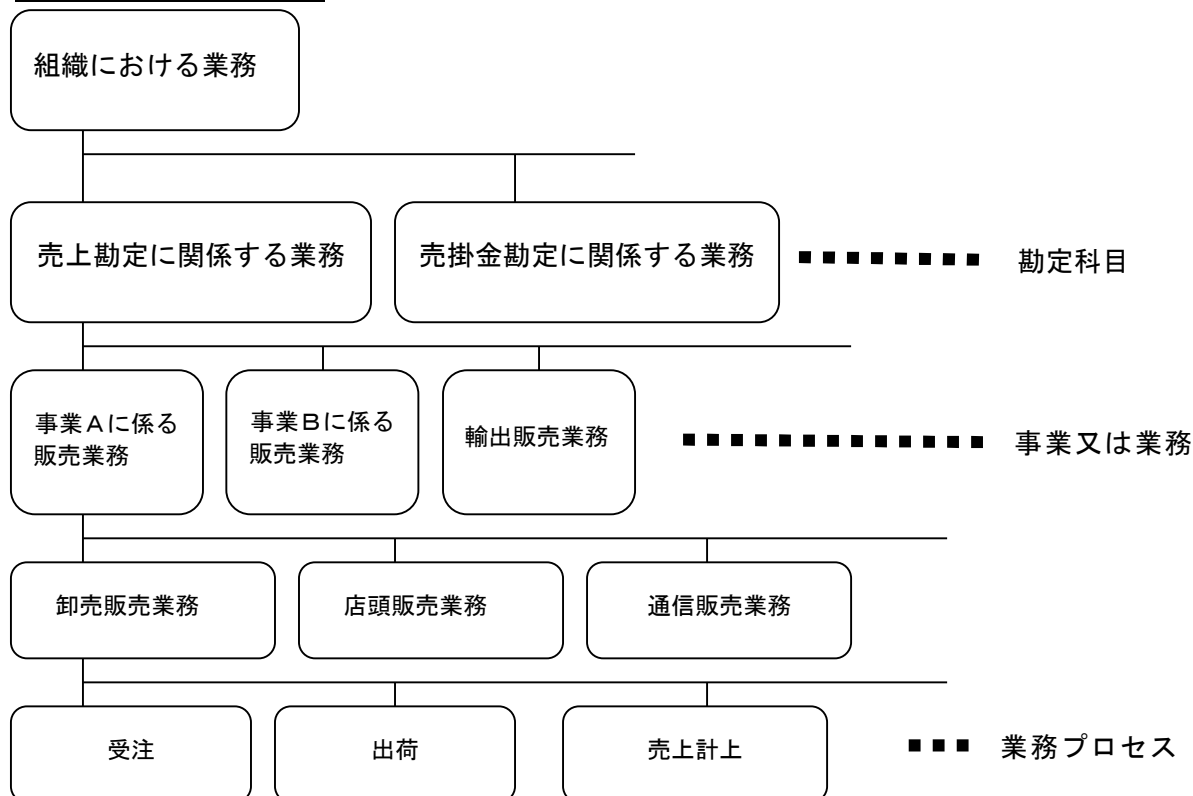 組織における業務
売上勘定に関係する業務
売掛金勘定に関係する業務
勘定科目
事業Aに係る
販売業務
事業Bに係る
販売業務
輸出販売業務
事業又は業務
卸売販売業務
店頭販売業務
通信販売業務
受注
出荷
売上計上
業務プロセス